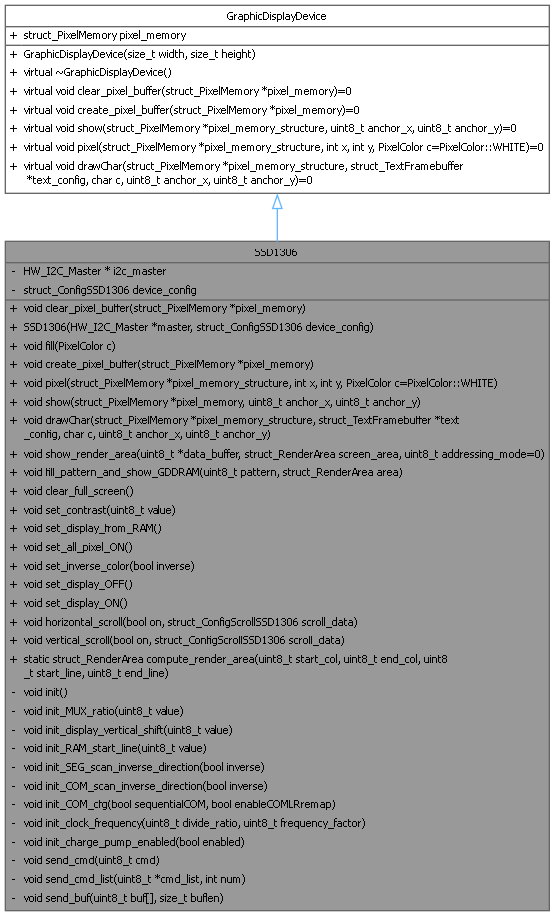 GraphicDisplayDevice
+ struct_PixelMemory pixel_memory
+ GraphicDisplayDevice(size_t width, size_t height)
+ virtual ~GraphicDisplayDevice()
+ virtual void clear_pixel_buffer(struct_PixelMemory *pixel_memory)=0
+ virtual void create_pixel_buffer(struct_PixelMemory *pixel_memory)=0
+ virtual void show(struct_PixelMemory *pixel_memory_structure, uint8_t anchor_x, uint8_t anchor_y)=0
+ virtual void pixel(struct_PixelMemory *pixel_memory_structure, int x, int y, PixelColor c=PixelColor::WHITE)=0
+ virtual void drawChar(struct_PixelMemory *pixel_memory_structure, struct_TextFramebuffer
*text_config, char c, uint8_t anchor_x, uint8_t anchor_y)=0
SSD1306
- HW_I2C_Master * i2c_master
- struct_ConfigSSD1306 device_config
+ void clear_pixel_buffer(struct_PixelMemory *pixel_memory)
+ SSD1306(HW_I2C_Master *master, struct_ConfigSSD1306 device_config)
+ void fill(PixelColor c)
+ void create_pixel_buffer(struct_PixelMemory *pixel_memory)
+ void pixel(struct_PixelMemory *pixel_memory_structure, int x, int y, PixelColor c=PixelColor::WHITE)
+ void show(struct_PixelMemory *pixel_memory, uint8_t anchor_x, uint8_t anchor_y)
+ void drawChar(struct_PixelMemory *pixel_memory_structure, struct_TextFramebuffer *text
_config, char c, uint8_t anchor_x, uint8_t anchor_y)
+ void show_render_area(uint8_t *data_buffer, struct_RenderArea screen_area, uint8_t addressing_mode=0)
+ void fill_pattern_and_show_GDDRAM(uint8_t pattern, struct_RenderArea area)
+ void clear_full_screen()
+ void set_contrast(uint8_t value)
+ void set_display_from_RAM()
+ void set_all_pixel_ON()
+ void set_inverse_color(bool inverse)
+ void set_display_OFF()
+ void set_display_ON()
+ void horizontal_scroll(bool on, struct_ConfigScrollSSD1306 scroll_data)
+ void vertical_scroll(bool on, struct_ConfigScrollSSD1306 scroll_data)
+ static struct_RenderArea compute_render_area(uint8_t start_col, uint8_t end_col, uint8
_t start_line, uint8_t end_line)
- void init()
- void init_MUX_ratio(uint8_t value)
- void init_display_vertical_shift(uint8_t value)
- void init_RAM_start_line(uint8_t value)
- void init_SEG_scan_inverse_direction(bool inverse)
- void init_COM_scan_inverse_direction(bool inverse)
- void init_COM_cfg(bool sequentialCOM, bool enableCOMLRremap)
- void init_clock_frequency(uint8_t divide_ratio, uint8_t frequency_factor)
- void init_charge_pump_enabled(bool enabled)
- void send_cmd(uint8_t cmd)
- void send_cmd_list(uint8_t *cmd_list, int num)
- void send_buf(uint8_t buf[], size_t buflen)